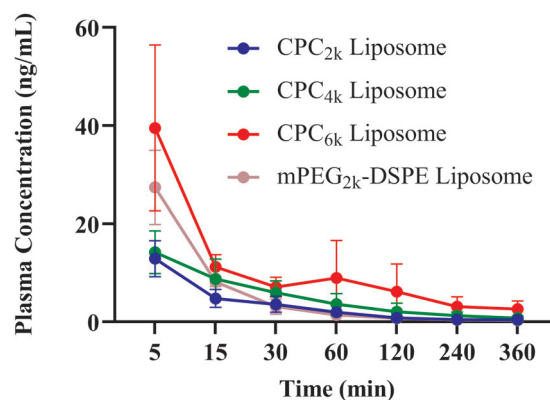 Plasma Concentration (ng/mL)
60
40
20
0
CPC2k Liposome
CPC4k Liposome
CPC6k Liposome
mPEG2k-DSPE Liposome
5 15 30 60 120 240 360
Time (min)